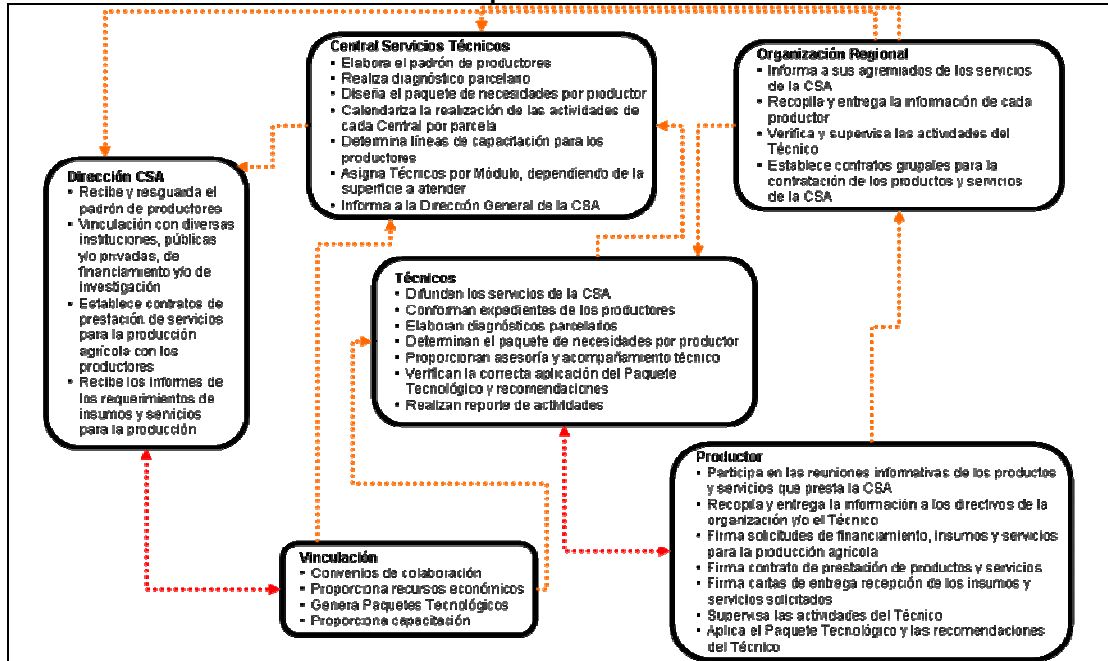 Central Servicios Técnicos
• Elabora el padrón de productores
• Realiza diagnóstico parcelario
• Diseña el paquete de necesidades por productor
• Calendariza la realización de las actividades de
cada Central por parcela
• Determina líneas de capacitación para los
productores
• Asigna Técnicos por Módulo, dependiendo de la
superficie a atender
• Informa a la Dirección General de la CSA
Organización Regional
• Informa a sus agremiados de los servicios
de la CSA
• Recopila y entrega la información de cada
productor
• Verifica y supervisa las actividades del
Técnico
• Establece contratos grupales para la
contratación de los productos y servicios
de la CSA
Dirección CSA
• Recibe y resguarda el
padrón de productores
• Vinculación con diversas
instituciones, públicas
y/o privadas, de
financiamiento y/o de
investigación
• Establece contratos de
prestación de servicios
para la producción
agrícola con los
productores
• Recibe los informes de
los requerimientos de
insumos y servicios
para la producción
Técnicos
• Difunden los servicios de la CSA
• Conforman expedientes de los productores
• Elaboran diagnósticos parcelarios
• Determinan el paquete de necesidades por productor
• Proporcionan asesoría y acompañamiento técnico
• Verifican la correcta aplicación del Paquete
Tecnológico y recomendaciones
• Realizan reporte de actividades
Productor
• Participa en las reuniones informativas de los productos
y servicios que presta la CSA
• Recopila y entrega la información a los directivos de la
organización y/o el Técnico
• Firma solicitudes de financiamiento, insumos y servicios
para la producción agrícola
• Firma contrato de prestación de productos y servicios
• Firma cartas de entrega recepción de los insumos y
servicios solicitados
• Supervisa las actividades del Técnico
• Aplica el Paquete Tecnológico y las recomendaciones
del Técnico
Vinculación
• Convenios de colaboración
• Proporciona recursos económicos
• Genera Paquetes Tecnológicos
• Proporciona capacitación